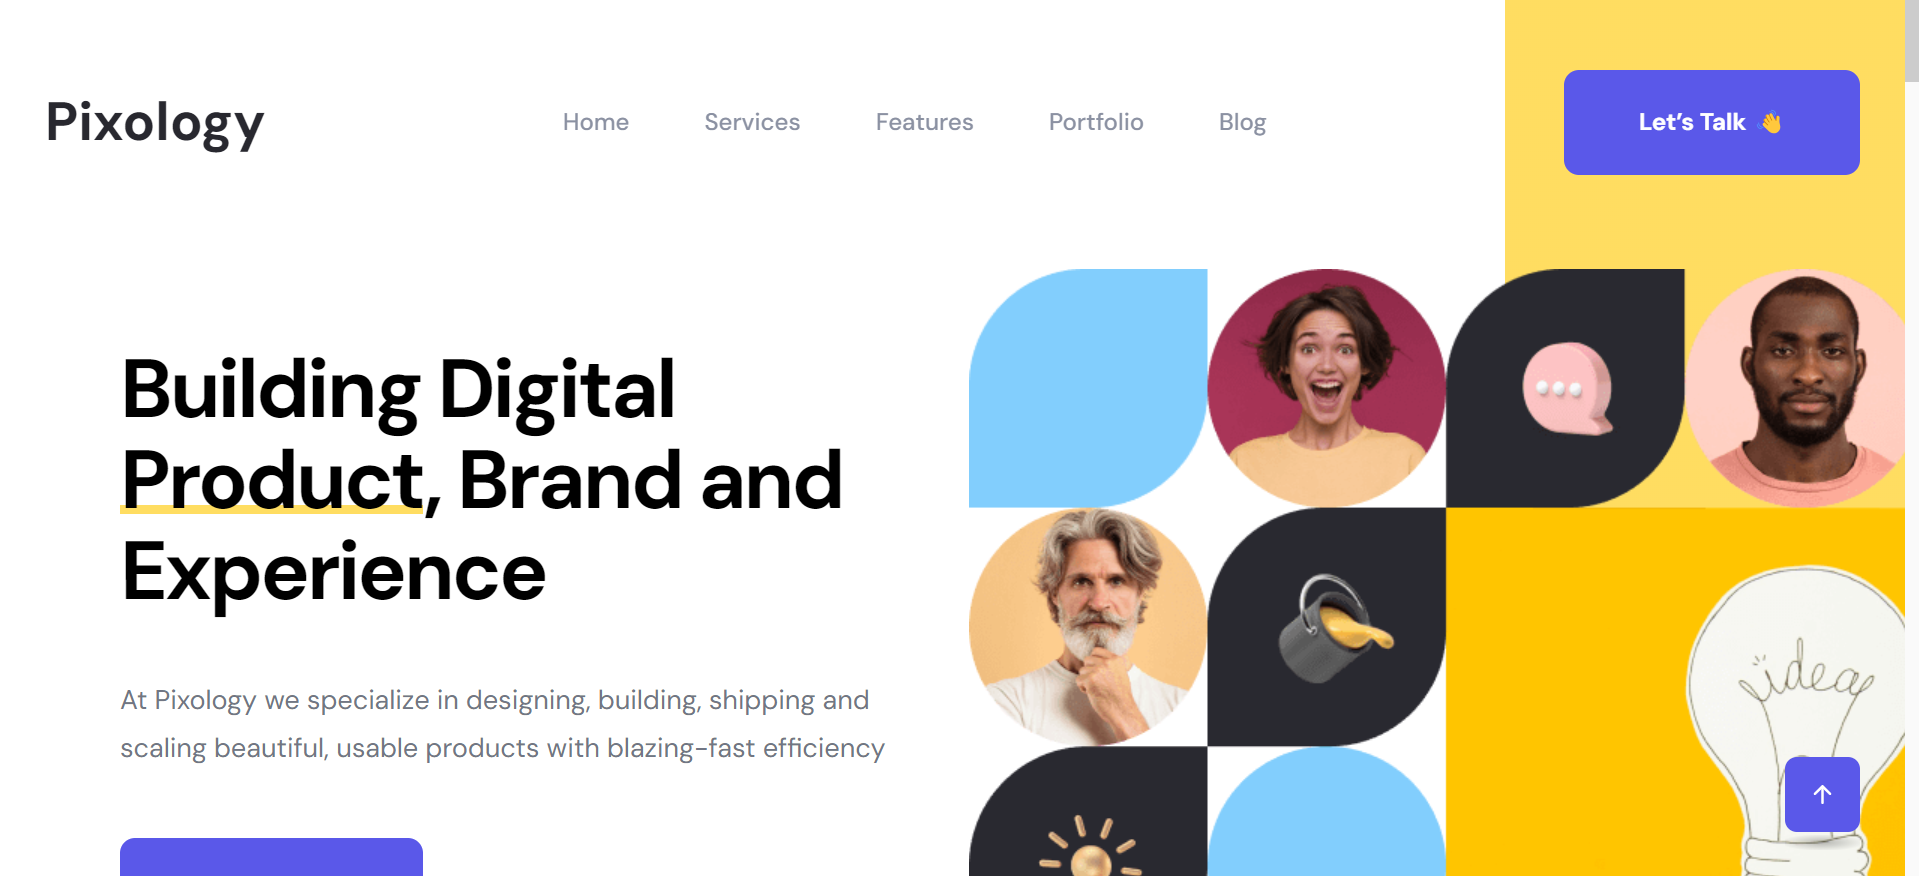 Pixology
Home
Services
Features
Portfolio
Blog
Let's Talk 👋
Building Digital
Product, Brand and
Experience
At Pixology we specialize in designing, building, shipping and
scaling beautiful, usable products with blazing-fast efficiency
idea